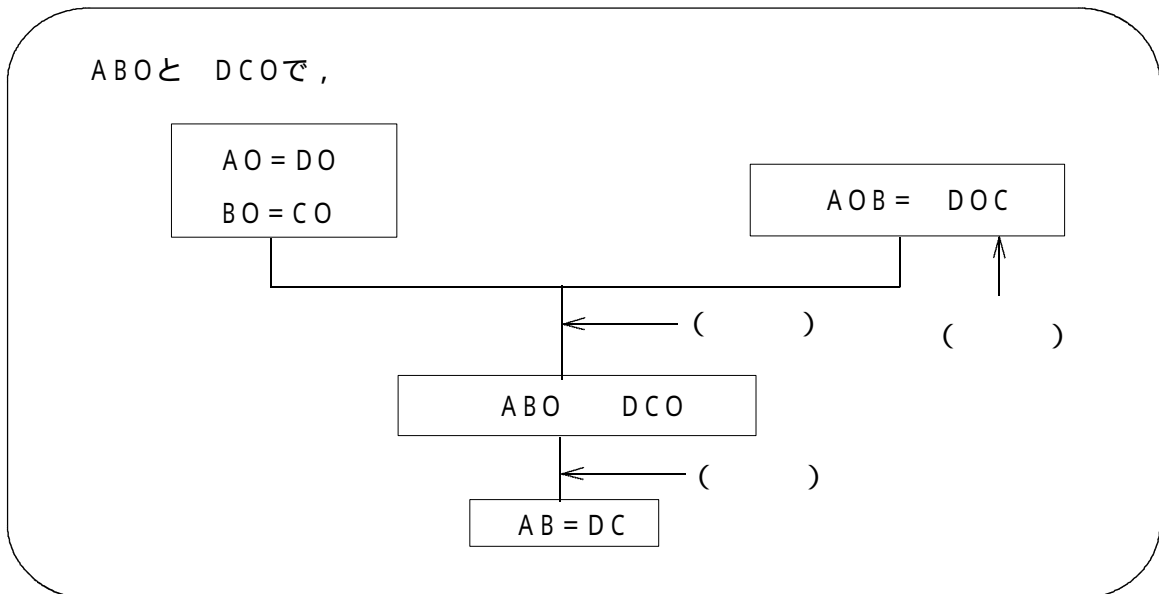 ABOと DCOで，
AO=DO
BO=CO
AOB= DOC
(　　)
(　　)
ABO　DCO
(　　)
AB=DC